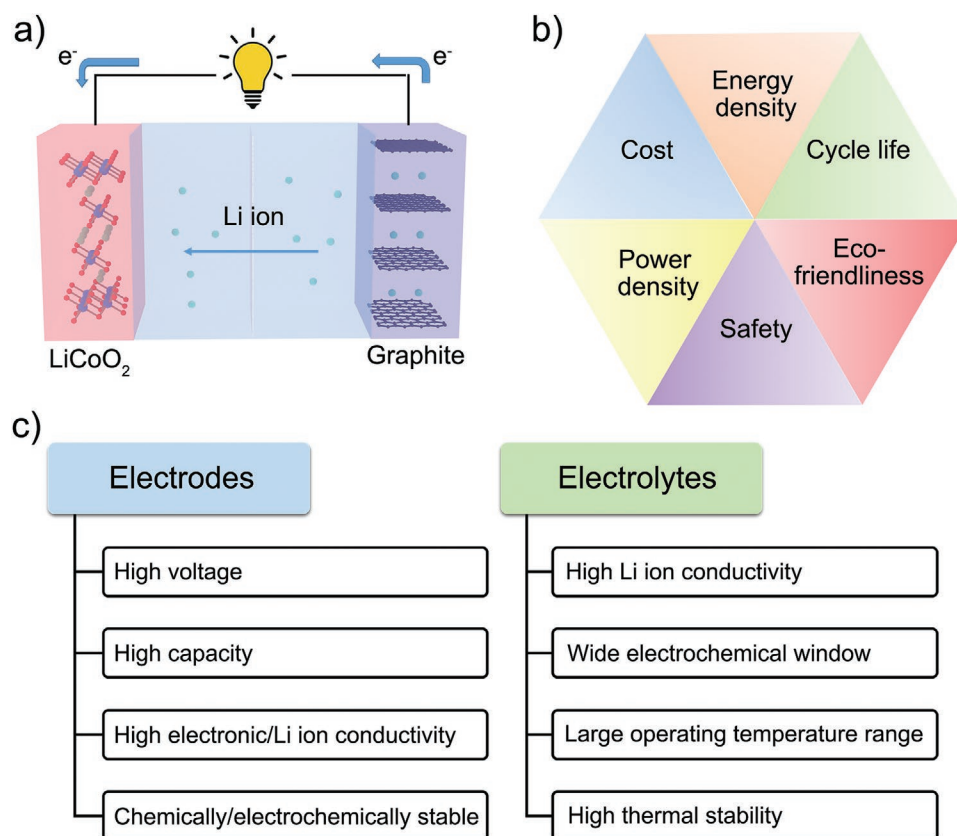 a)
e-
e-
Li ion
LiCoO2
Graphite
b)
Energy
density
Cost
Cycle life
Power
density
Eco-
friendliness
Safety
c)
Electrodes
High voltage
High capacity
High electronic/Li ion conductivity
Chemically/electrochemically stable
Electrolytes
High Li ion conductivity
Wide electrochemical window
Large operating temperature range
High thermal stability